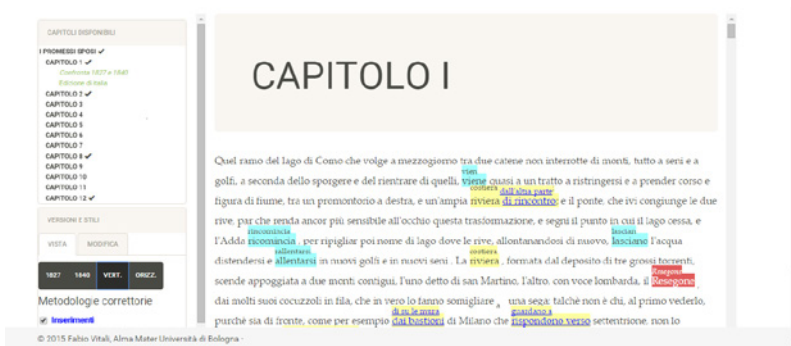 CAPITOLI DISPONIBILI
I PROMESSI SPOSI ✔
CAPITOLO 1 ✔
Confronta 1827 e 1840
Edizione di Italia
CAPITOLO 2 ✔
CAPITOLO 3
CAPITOLO 4
CAPITOLO 5
CAPITOLO 6
CAPITOLO 7
CAPITOLO 8 ✔
CAPITOLO 9
CAPITOLO 10
CAPITOLO 11
CAPITOLO 12 ✔
VERSIONI E STILI
VISTA MODIFICA
1827 1840 VERT. ORIZZ.
Metodologie correttorie
Inserimenti
CAPITOLO I
Quel ramo del lago di Como che volge a mezzogiorno tra due catene non interrotte di monti, tutto a seni e a
vien
golfi, a seconda dello sporgere e del rientrare di quelli, viene quasi a un tratto a ristringersi e a prender corso e
costiera dall'altra parte
figura di fiume, tra un promontorio a destra, e un'ampia riviera di rincontro; e il ponte, che ivi congiunge le due
rive, par che renda ancor più sensibile all'occhio questa trasformazione, e segni il punto in cui il lago cessa, e
rincomincia lascian
l'Adda ricomincia , per ripigliar poi nome di lago dove le rive, allontanandosi di nuovo, lasciano l'acqua
rallentarsi costiera
distendersi e allentarsi in nuovi golfi e in nuovi seni . La riviera , formata dal deposito di tre grossi torrenti,
Resegone
scende appoggiata a due monti contigui, l'uno detto di san Martino, l'altro, con voce lombarda, il Resegone ,
dai molti suoi cocuzzoli in fila, che in vero lo fanno somigliare a una sega: talchè non è chi, al primo vederlo,
di su le mura guardano a
purchè sia di fronte, come per esempio dai bastioni di Milano che rispondono verso settentrione, non lo
© 2015 Fabio Vitali, Alma Mater Università di Bologna ·